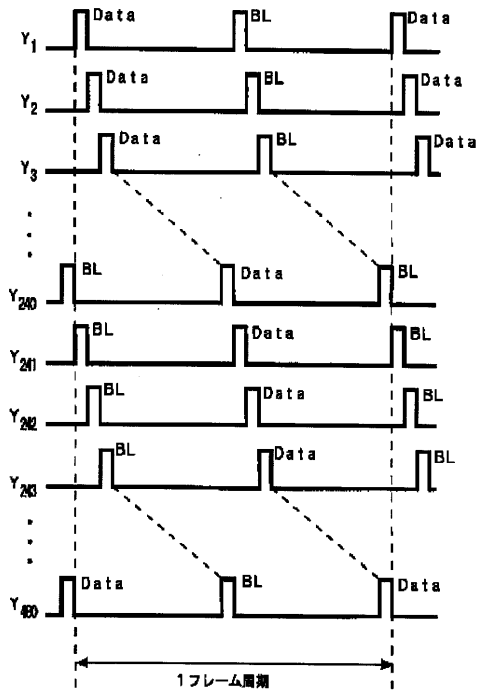 Y1 Data BL Data
Y2 Data BL Data
Y3 Data BL Data
Y240 BL Data BL
Y241 BL Data BL
Y242 BL Data BL
Y243 BL Data BL
Y480 Data BL Data
1フレーム周期